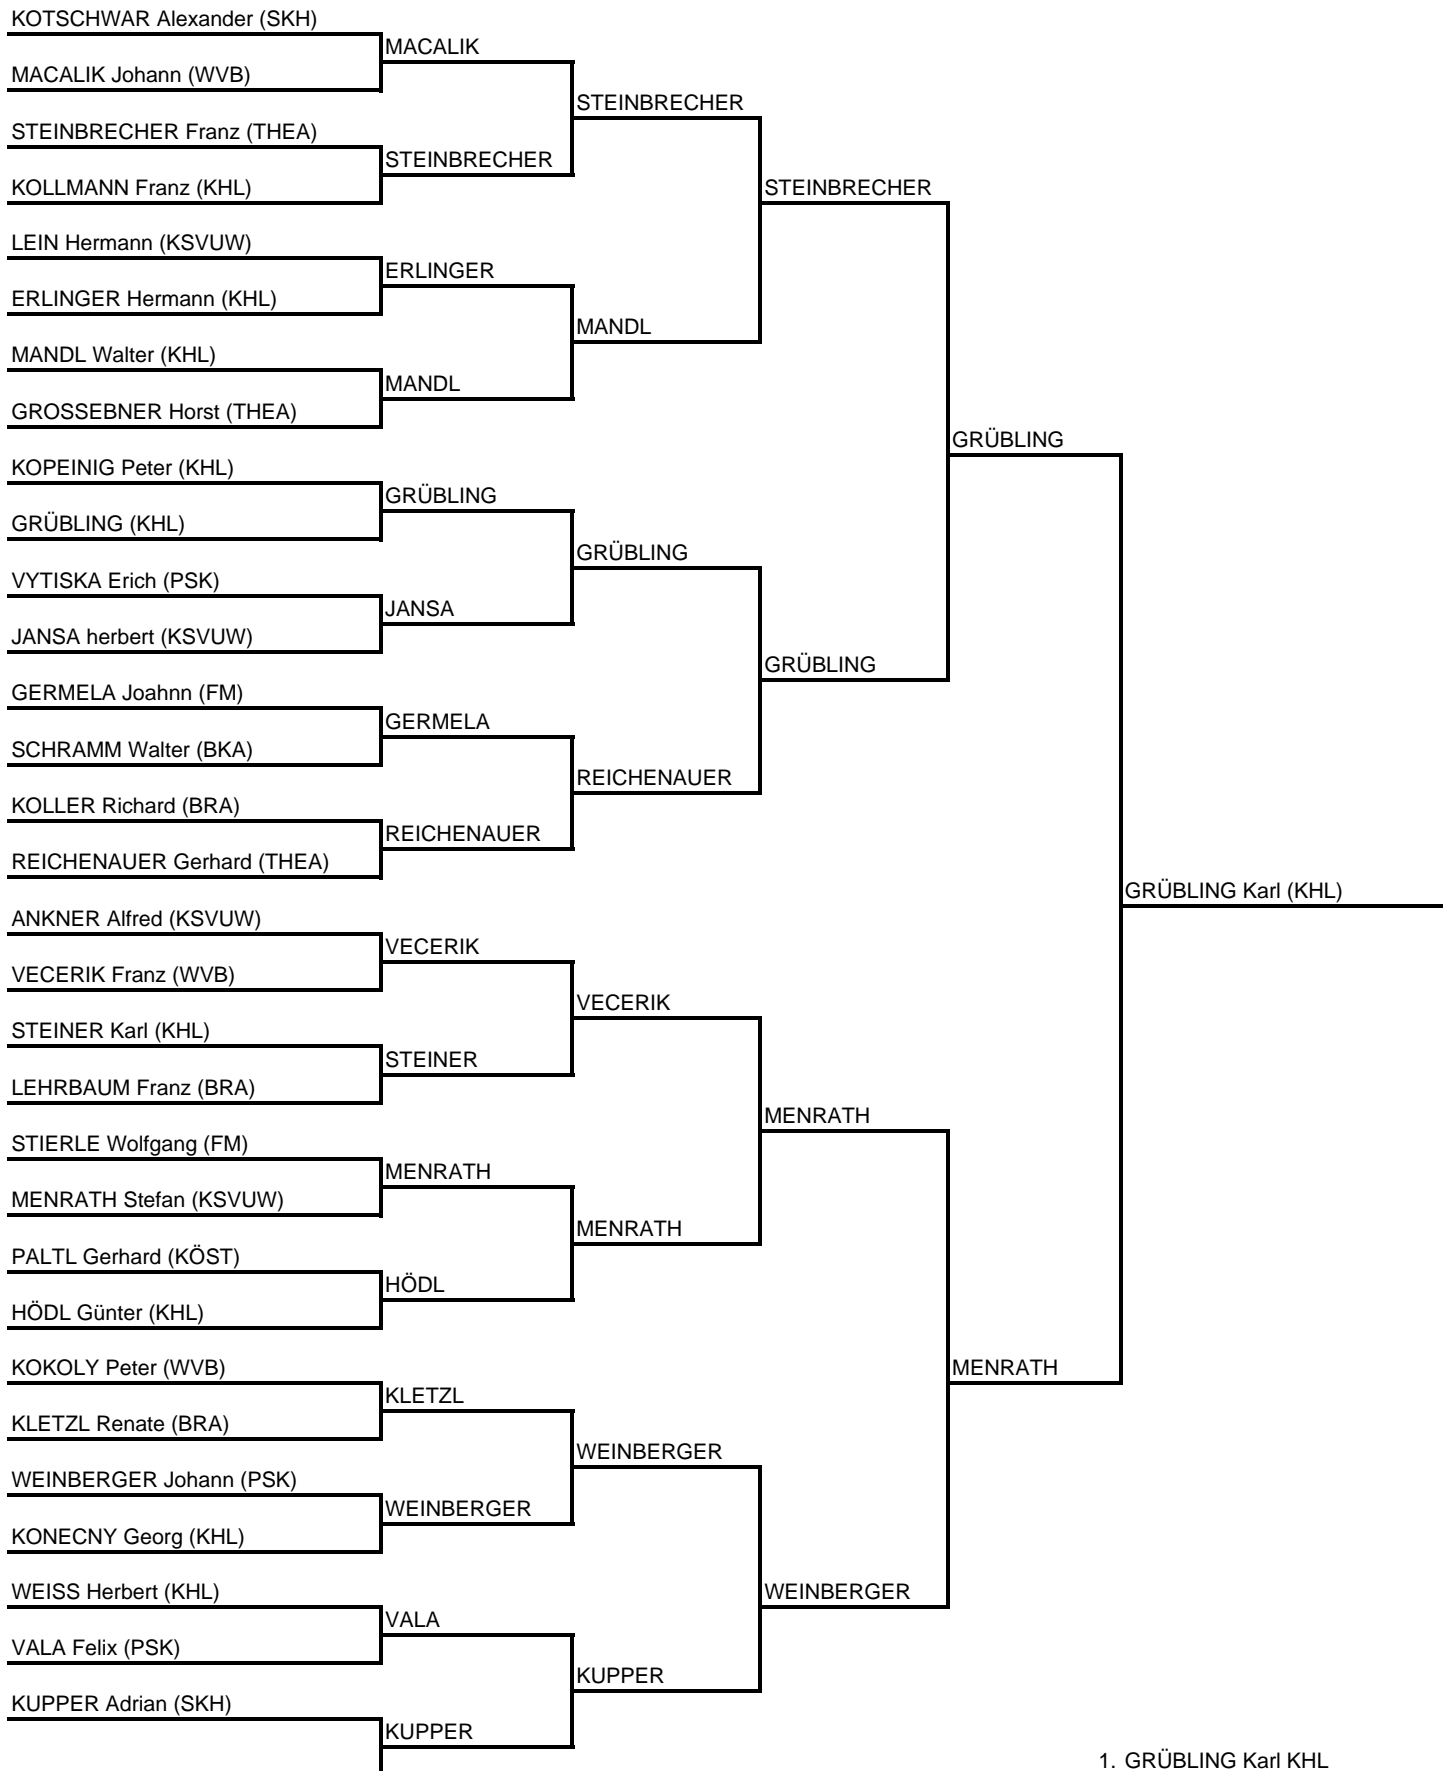 KOTSCHWAR Alexander (SKH)
MACALIK
MACALIK Johann (WVB)
STEINBRECHER
STEINBRECHER Franz (THEA)
STEINBRECHER
KOLLMANN Franz (KHL)
STEINBRECHER
LEIN Hermann (KSVUW)
ERLINGER
ERLINGER Hermann (KHL)
MANDL
MANDL Walter (KHL)
MANDL
GROSSEBNER Horst (THEA)
GRÜBLING
KOPEINIG Peter (KHL)
GRÜBLING
GRÜBLING (KHL)
GRÜBLING
VYTISKA Erich (PSK)
JANSA
JANSA herbert (KSVUW)
GRÜBLING
GERMELA Joahnn (FM)
GERMELA
SCHRAMM Walter (BKA)
REICHENAUER
KOLLER Richard (BRA)
REICHENAUER
REICHENAUER Gerhard (THEA)
GRÜBLING Karl (KHL)
ANKNER Alfred (KSVUW)
VECERIK
VECERIK Franz (WVB)
VECERIK
STEINER Karl (KHL)
STEINER
LEHRBAUM Franz (BRA)
MENRATH
STIERLE Wolfgang (FM)
MENRATH
MENRATH Stefan (KSVUW)
MENRATH
PALTL Gerhard (KÖST)
HÖDL
HÖDL Günter (KHL)
KOKOLY Peter (WVB)
MENRATH
KLETZL
KLETZL Renate (BRA)
WEINBERGER
WEINBERGER Johann (PSK)
WEINBERGER
KONECNY Georg (KHL)
WEISS Herbert (KHL)
WEINBERGER
VALA
VALA Felix (PSK)
KUPPER
KUPPER Adrian (SKH)
KUPPER
1. GRÜBLING Karl KHL